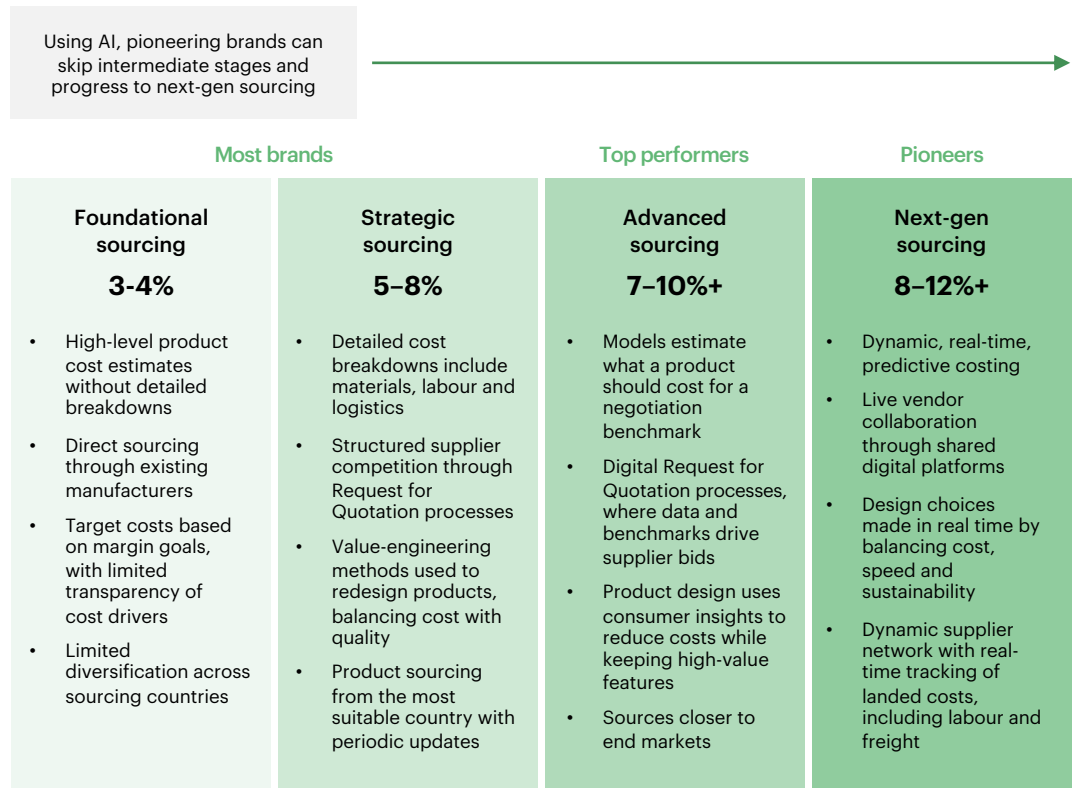 Using AI, pioneering brands can
skip intermediate stages and
progress to next-gen sourcing
Most brands
Top performers
Pioneers
Foundational
sourcing
3-4%
• High-level product
cost estimates
without detailed
breakdowns
• Direct sourcing
through existing
manufacturers
• Target costs based
on margin goals,
with limited
transparency of
cost drivers
• Limited
diversification across
sourcing countries
Strategic
sourcing
5–8%
• Detailed cost
breakdowns include
materials, labour and
logistics
• Structured supplier
competition through
Request for
Quotation processes
• Value-engineering
methods used to
redesign products,
balancing cost with
quality
• Product sourcing
from the most
suitable country with
periodic updates
Advanced
sourcing
7–10%+
• Models estimate
what a product
should cost for a
negotiation
benchmark
• Digital Request for
Quotation processes,
where data and
benchmarks drive
supplier bids
• Product design uses
consumer insights to
reduce costs while
keeping high-value
features
• Sources closer to
end markets
Next-gen
sourcing
8–12%+
• Dynamic, real-time,
predictive costing
• Live vendor
collaboration
through shared
digital platforms
• Design choices
made in real time by
balancing cost,
speed and
sustainability
• Dynamic supplier
network with real-
time tracking of
landed costs,
including labour and
freight